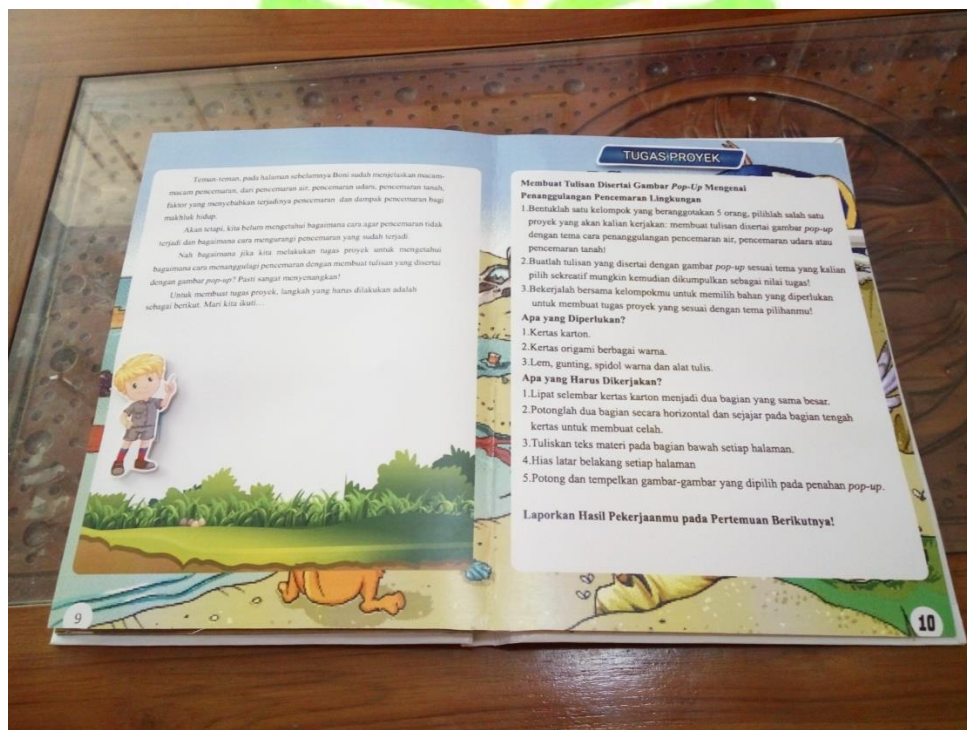 Teman-teman, pada halaman sebelumnya Boni sudah menjelaskan macam-
macam pencemaran, dari pencemaran air, pencemaran udara, pencemaran tanah,
faktor yang menyebabkan terjadinya pencemaran dan dampak pencemaran bagi
makhluk hidup.
Akan tetapi, kita belum mengetahui bagaimana cara agar pencemaran tidak
terjadi dan bagaimana cara mengurangi pencemaran yang sudah terjadi.
Nah bagaimana jika kita melakukan tugas proyek untuk mengetahui
bagaimana cara menanggulagi pencemaran dengan membuat tulisan yang disertai
dengan gambar pop-up? Pasti sangat menyenangkan!
Untuk membuat tugas proyek, langkah yang harus dilakukan adalah
sebagai berikut. Mari kita ikuti...
9
TUGAS PROYEK
Membuat Tulisan Disertai Gambar Pop-Up Mengenai
Penanggulangan Pencemaran Lingkungan
1.Bentuklah satu kelompok yang beranggotakan 5 orang, pilihlah salah satu
proyek yang akan kalian kerjakan: membuat tulisan disertai gambar pop-up
dengan tema cara penanggulangan pencemaran air, pencemaran udara atau
pencemaran tanah!
2.Buatlah tulisan yang disertai dengan gambar pop-up sesuai tema yang kalian
pilih sekreatif mungkin kemudian dikumpulkan sebagai nilai tugas!
3.Bekerjalah bersama kelompokmu untuk memilih bahan yang diperlukan
untuk membuat tugas proyek yang sesuai dengan tema pilihanmu!
Apa yang Diperlukan?
1.Kertas karton.
2.Kertas origami berbagai warna.
3.Lem, gunting, spidol warna dan alat tulis.
Apa yang Harus Dikerjakan?
1.Lipat selembar kertas karton menjadi dua bagian yang sama besar.
2.Potonglah dua bagian secara horizontal dan sejajar pada bagian tengah
kertas untuk membuat celah.
3.Tuliskan teks materi pada bagian bawah setiap halaman.
4.Hias latar belakang setiap halaman
5.Potong dan tempelkan gambar-gambar yang dipilih pada penahan pop-up.
Laporkan Hasil Pekerjaanmu pada Pertemuan Berikutnya!
10